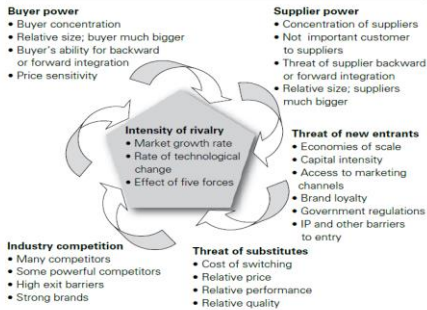 Buyer power
• Buyer concentration
• Relative size; buyer much bigger
• Buyer's ability for backward
or forward integration
• Price sensitivity
Supplier power
• Concentration of suppliers
• Not important customer
to suppliers
• Threat of supplier backward
or forward integration
• Relative size; suppliers
much bigger
Intensity of rivalry
• Market growth rate
• Rate of technological
change
• Effect of five forces
Threat of new entrants
• Economies of scale
• Capital intensity
• Access to marketing
channels
• Brand loyalty
• Government regulations
• IP and other barriers
to entry
Industry competition
• Many competitors
• Some powerful competitors
• High exit barriers
• Strong brands
Threat of substitutes
• Cost of switching
• Relative price
• Relative performance
• Relative quality